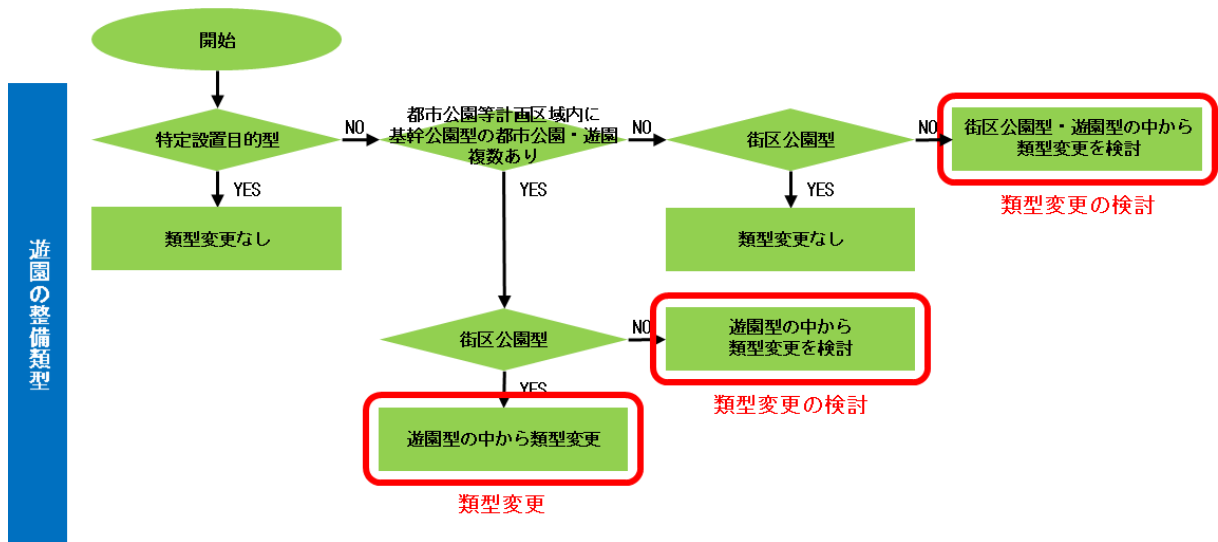 遊園の整備類型
開始
特定設置目的型
NO
都市公園等計画区域内に
基幹公園型の都市公園・遊園
複数あり
NO
街区公園型
NO
街区公園型・遊園型の中から
類型変更を検討
類型変更の検討
YES
類型変更なし
YES
YES
類型変更なし
街区公園型
NO
遊園型の中から
類型変更を検討
類型変更の検討
YES
遊園型の中から類型変更
類型変更